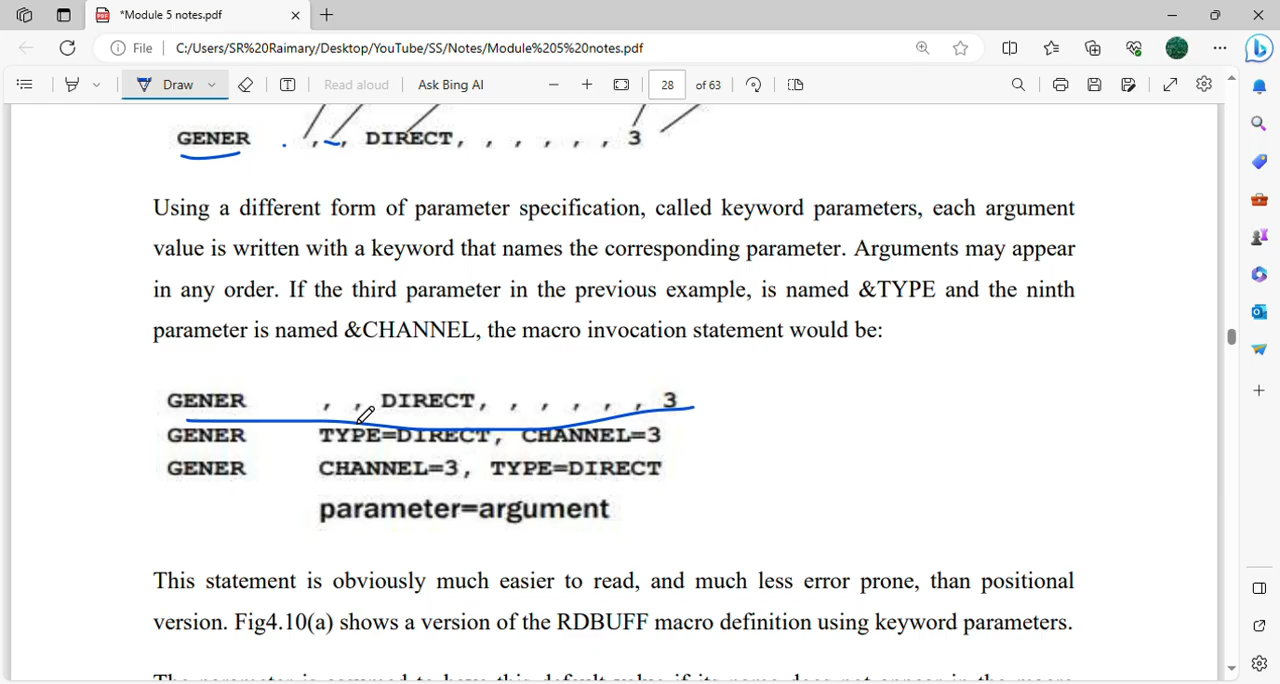 *Module 5 notes.pdf
File C:/Users/SR%20Raimary/Desktop/YouTube/SS/Notes/Module%205%20notes.pdf
Draw Read aloud Ask Bing AI 28 of 63
GENER , , DIRECT, , , , , , 3
Using a different form of parameter specification, called keyword parameters, each argument
value is written with a keyword that names the corresponding parameter. Arguments may appear
in any order. If the third parameter in the previous example, is named &TYPE and the ninth
parameter is named &CHANNEL, the macro invocation statement would be:
GENER , , DIRECT, , , , , , 3
GENER TYPE=DIRECT, CHANNEL=3
GENER CHANNEL=3, TYPE=DIRECT
parameter=argument
This statement is obviously much easier to read, and much less error prone, than positional
version. Fig4.10(a) shows a version of the RDBUFF macro definition using keyword parameters.